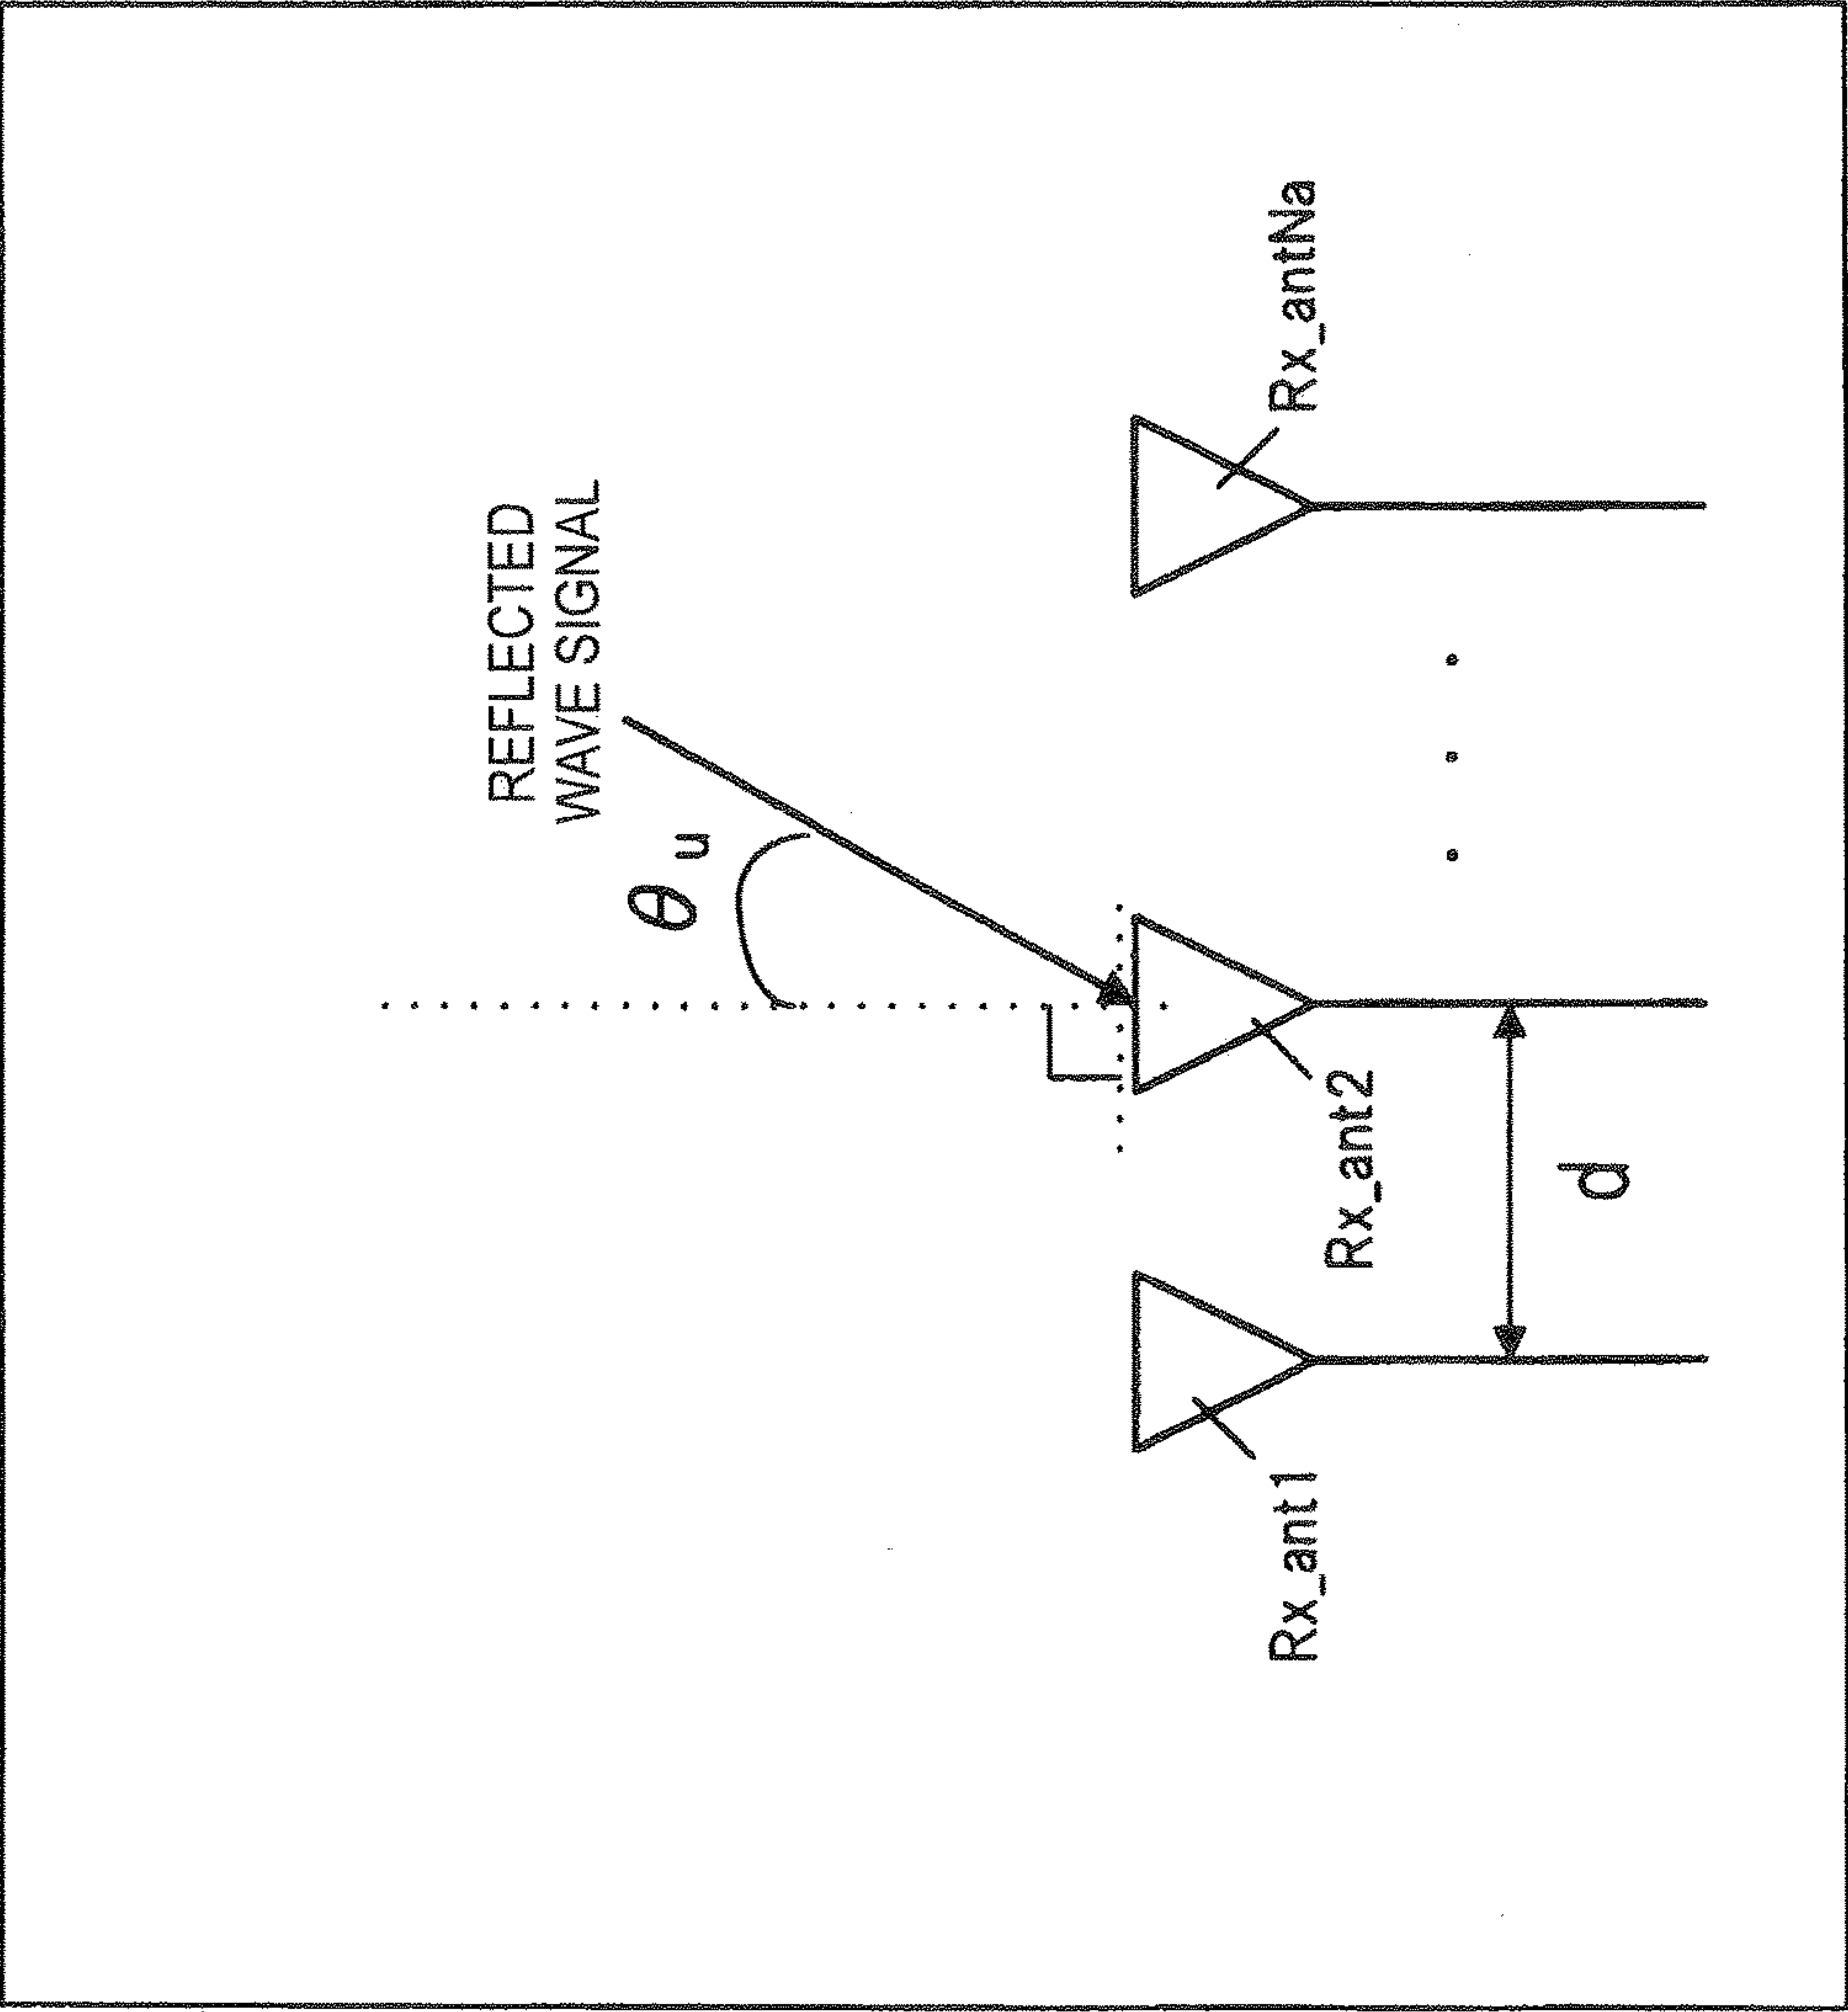 REFLECTED
WAVE SIGNAL
θu
Rx_ant1
Rx_ant2
Rx_antNa
d